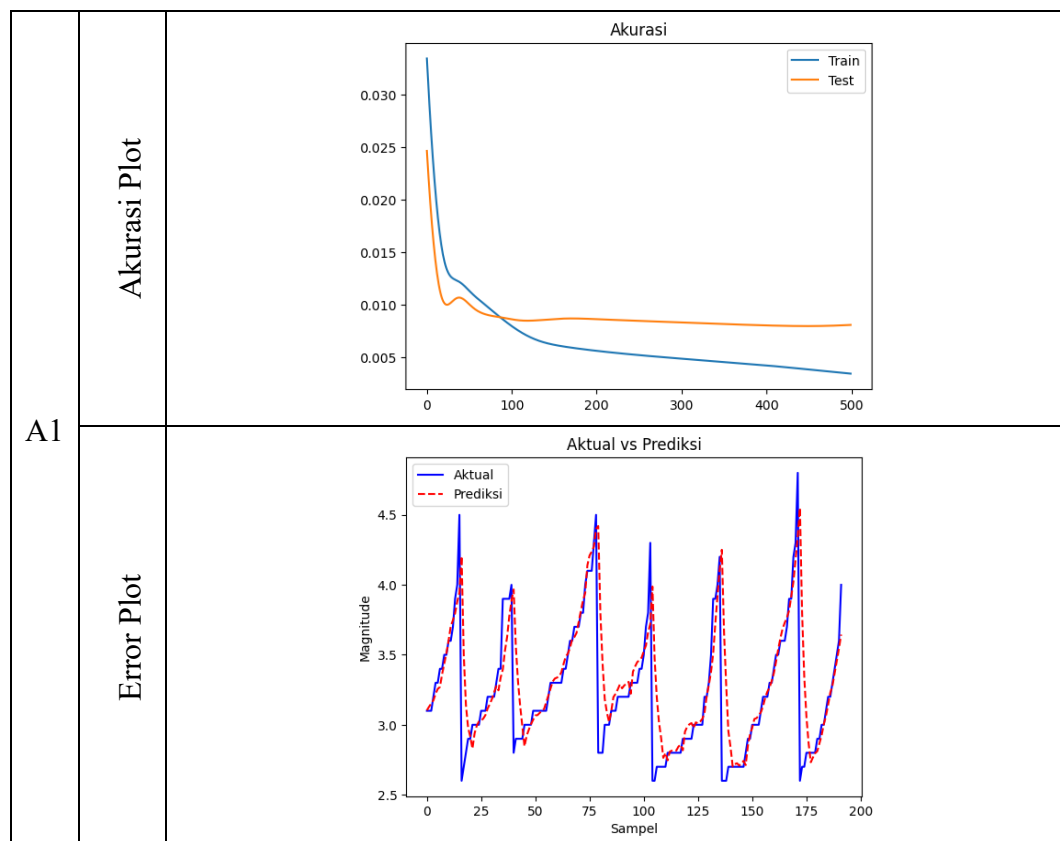 A1
Akurasi Plot
Akurasi
Train
Test
0.030
0.025
0.020
0.015
0.010
0.005
0 100 200 300 400 500
Error Plot
Aktual vs Prediksi
Aktual
Prediksi
Magnitude
4.5
4.0
3.5
3.0
2.5
0 25 50 75 100 125 150 175 200
Sampel